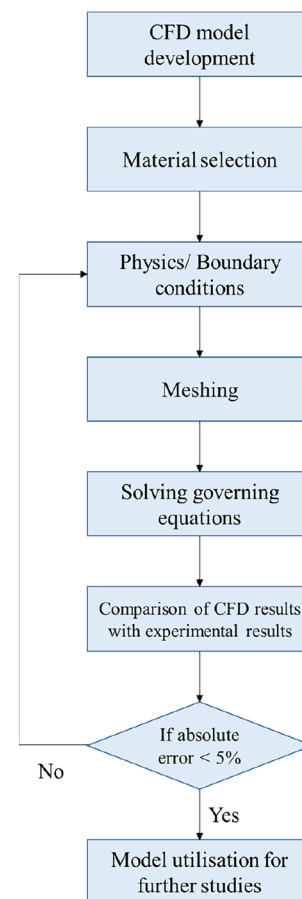 CFD model
development
Material selection
Physics/ Boundary
conditions
Meshing
Solving governing
equations
Comparison of CFD results
with experimental results
If absolute
error < 5%
No
Yes
Model utilisation for
further studies